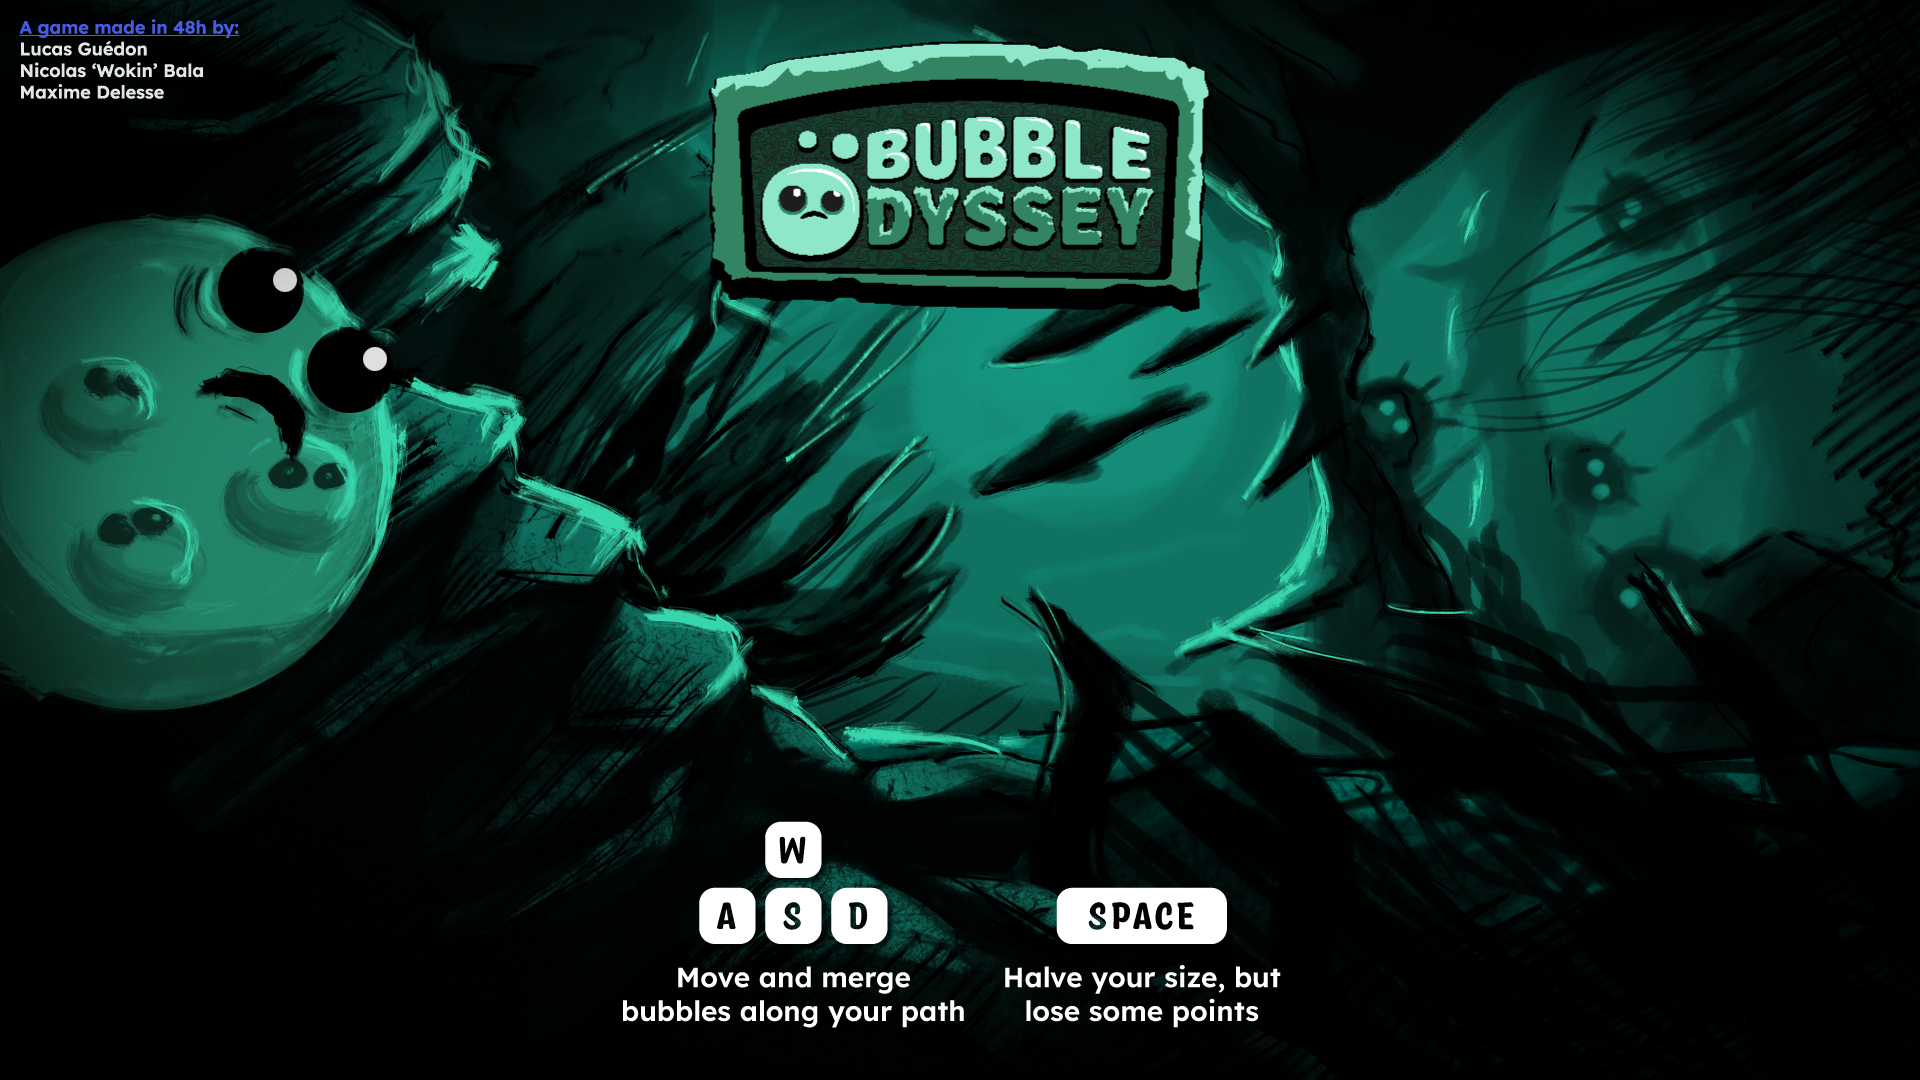 A game made in 48h by:
Lucas Guédon
Nicolas ‘Wokin’ Bala
Maxime Delesse
BUBBLE
DYSSEY
W
A S D
SPACE
Move and merge
bubbles along your path
Halve your size, but
lose some points